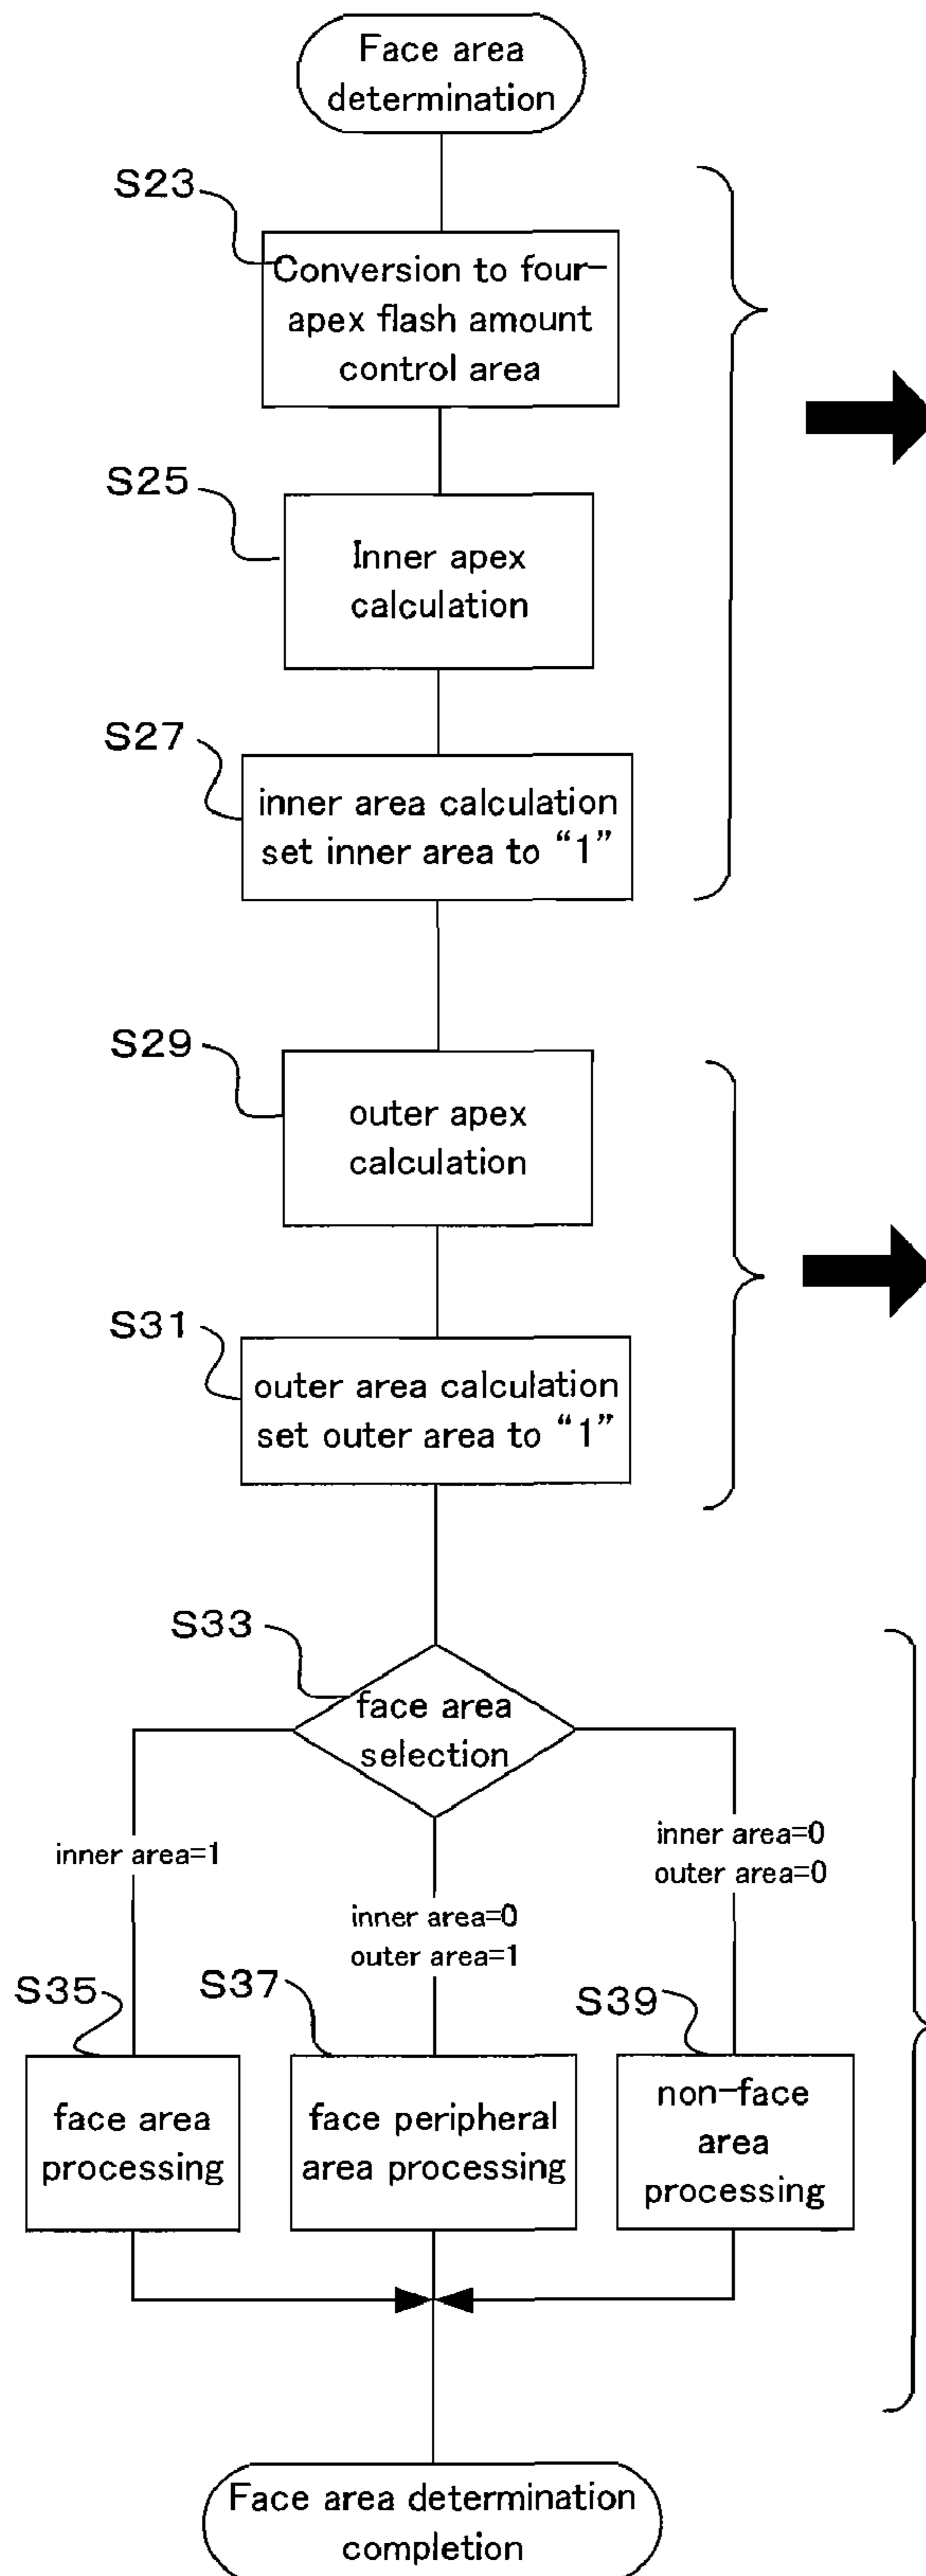 Face area
determination
S23
Conversion to four-
apex flash amount
control area
S25
Inner apex
calculation
S27
inner area calculation
set inner area to “1”
S29
outer apex
calculation
S31
outer area calculation
set outer area to “1”
S33
face area
selection
inner area=1
inner area=0
outer area=1
inner area=0
outer area=0
S35
face area
processing
S37
face peripheral
area processing
S39
non-face
area
processing
Face area determination
completion